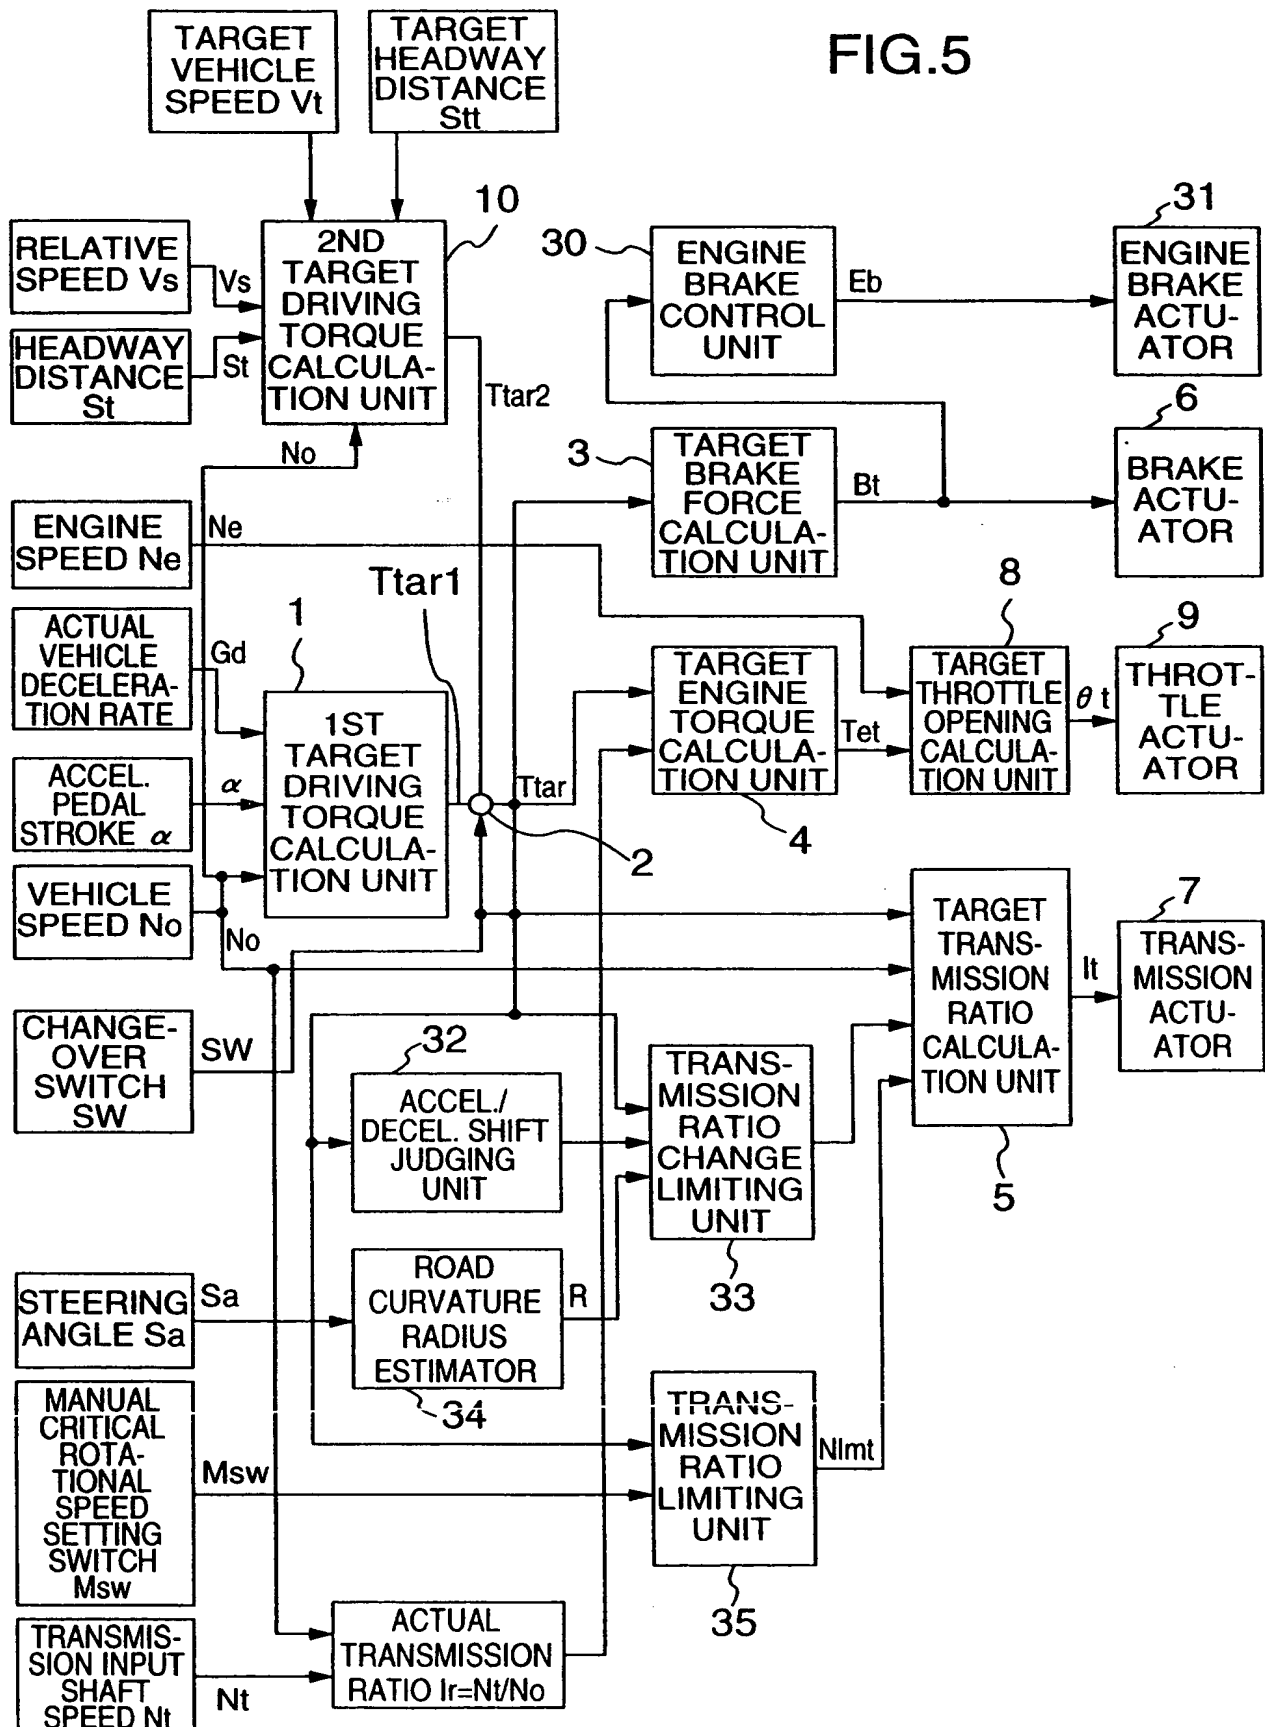 FIG.5
TARGET
VEHICLE
SPEED Vt
TARGET
HEADWAY
DISTANCE
Stt
10
RELATIVE
SPEED Vs
Vs
HEADWAY
DISTANCE
St
St
2ND
TARGET
DRIVING
TORQUE
CALCULA-
TION UNIT
Ttar2
No
30
ENGINE
BRAKE
CONTROL
UNIT
Eb
31
ENGINE
BRAKE
ACTU-
ATOR
3
TARGET
BRAKE
FORCE
CALCULA-
TION UNIT
Bt
6
BRAKE
ACTU-
ATOR
ENGINE
SPEED Ne
Ne
Ttar1
ACTUAL
VEHICLE
DECELERA-
TION RATE
Gd
1
1ST
TARGET
DRIVING
TORQUE
CALCULA-
TION UNIT
ACCEL.
PEDAL
STROKE α
α
VEHICLE
SPEED No
No
Ttar
2
TARGET
ENGINE
TORQUE
CALCULA-
TION UNIT
4
Tet
8
TARGET
THROTTLE
OPENING
CALCULA-
TION UNIT
θt
9
THROT-
TLE
ACTU-
ATOR
TARGET
TRANS-
MISSION
RATIO
CALCULA-
TION UNIT
5
It
7
TRANS-
MISSION
ACTU-
ATOR
CHANGE-
OVER
SWITCH
SW
SW
32
ACCEL./
DECEL. SHIFT
JUDGING
UNIT
TRANS-
MISSION
RATIO
CHANGE
LIMITING
UNIT
33
STEERING
ANGLE Sa
Sa
ROAD
CURVATURE
RADIUS
ESTIMATOR
R
34
MANUAL
CRITICAL
ROTA-
TIONAL
SPEED
SETTING
SWITCH
Msw
Msw
TRANS-
MISSION
RATIO
LIMITING
UNIT
Nlmt
35
TRANSMIS-
SION INPUT
SHAFT
SPEED Nt
Nt
ACTUAL
TRANSMISSION
RATIO Ir=Nt/No